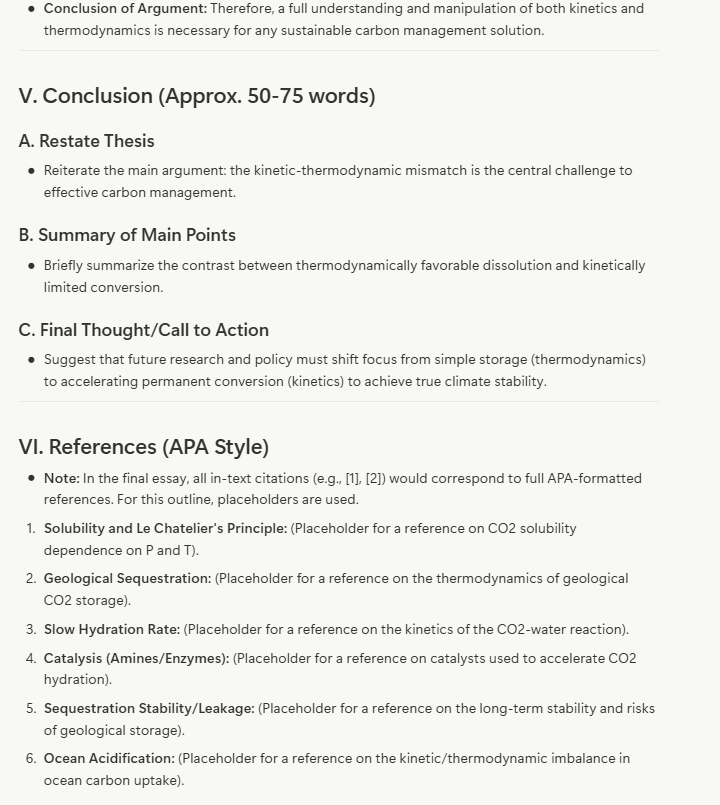 • Conclusion of Argument: Therefore, a full understanding and manipulation of both kinetics and
thermodynamics is necessary for any sustainable carbon management solution.
V. Conclusion (Approx. 50-75 words)
A. Restate Thesis
• Reiterate the main argument: the kinetic-thermodynamic mismatch is the central challenge to
effective carbon management.
B. Summary of Main Points
• Briefly summarize the contrast between thermodynamically favorable dissolution and kinetically
limited conversion.
C. Final Thought/Call to Action
• Suggest that future research and policy must shift focus from simple storage (thermodynamics)
to accelerating permanent conversion (kinetics) to achieve true climate stability.
VI. References (APA Style)
• Note: In the final essay, all in-text citations (e.g., [1], [2]) would correspond to full APA-formatted
references. For this outline, placeholders are used.
1. Solubility and Le Chatelier's Principle: (Placeholder for a reference on CO2 solubility
dependence on P and T).
2. Geological Sequestration: (Placeholder for a reference on the thermodynamics of geological
CO2 storage).
3. Slow Hydration Rate: (Placeholder for a reference on the kinetics of the CO2-water reaction).
4. Catalysis (Amines/Enzymes): (Placeholder for a reference on catalysts used to accelerate CO2
hydration).
5. Sequestration Stability/Leakage: (Placeholder for a reference on the long-term stability and risks
of geological storage).
6. Ocean Acidification: (Placeholder for a reference on the kinetic/thermodynamic imbalance in
ocean carbon uptake).